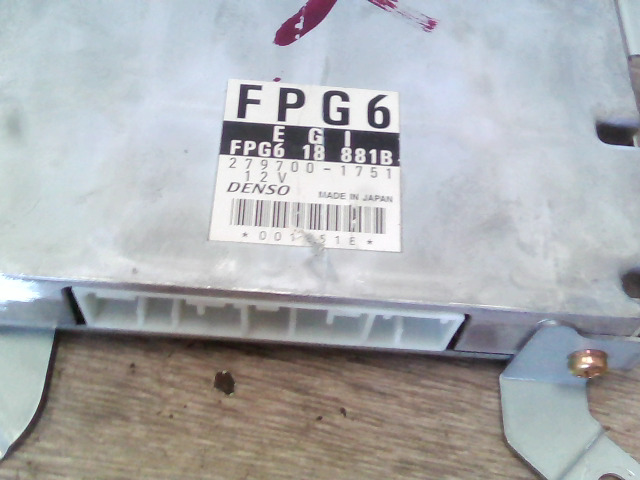 FPG6
EGI
FPG6 18 881B
279700-1751
12V
DENSO MADE IN JAPAN